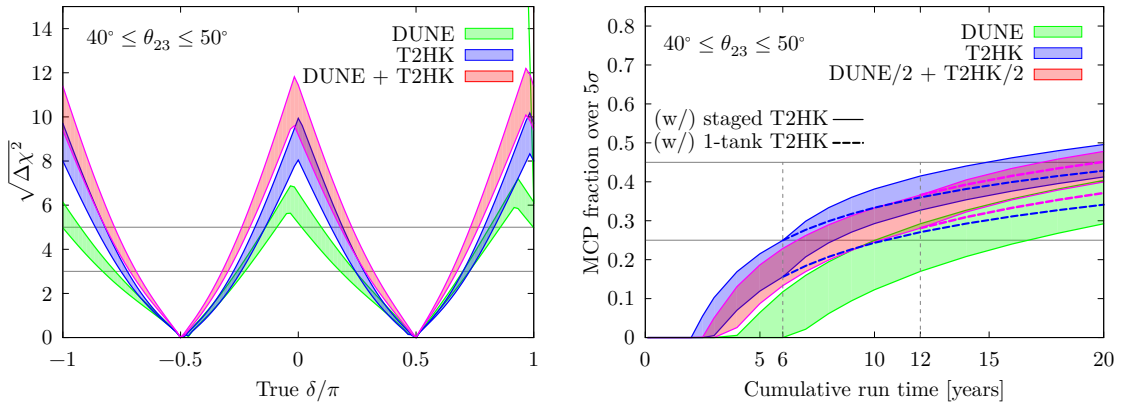 40° ≤ θ₂₃ ≤ 50°
DUNE
T2HK
DUNE + T2HK
√Δχ²
14
12
10
8
6
4
2
0
−1
−0.5
0
0.5
1
True δ/π
40° ≤ θ₂₃ ≤ 50°
DUNE
T2HK
DUNE/2 + T2HK/2
(w/) staged T2HK
(w/) 1-tank T2HK
MCP fraction over 5σ
0.8
0.7
0.6
0.5
0.4
0.3
0.2
0.1
0
0
5
6
10
12
15
20
Cumulative run time [years]